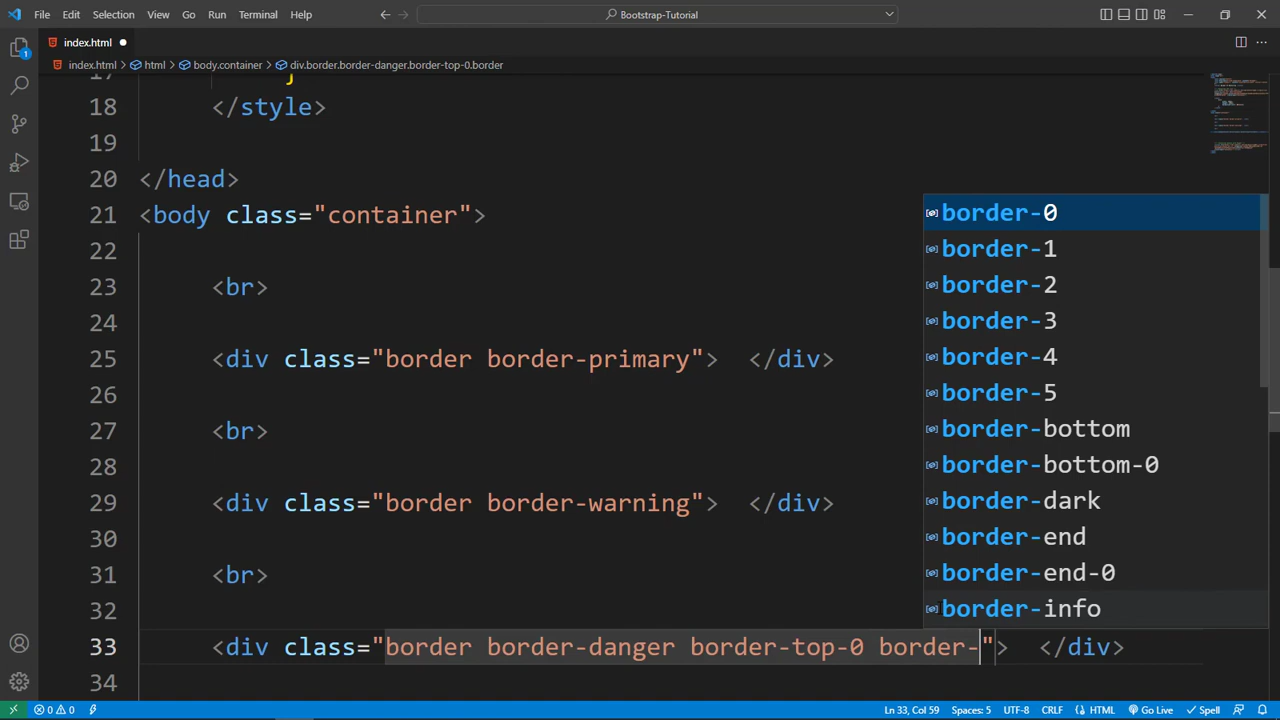 File Edit Selection View Go Run Terminal Help Bootstrap-Tutorial
index.html
index.html html body.container div.border.border-danger.border-top-0.border
1
17 }
18 </style>
19
20 </head>
21 <body class="container">
22
23 <br>
24
25 <div class="border border-primary"> </div>
26
27 <br>
28
29 <div class="border border-warning"> </div>
30
31 <br>
32
33 <div class="border border-danger border-top-0 border-"> </div>
34
border-0
border-1
border-2
border-3
border-4
border-5
border-bottom
border-bottom-0
border-dark
border-end
border-end-0
border-info
0 0 Ln 33, Col 59 Spaces: 5 UTF-8 CRLF HTML Go Live Spell